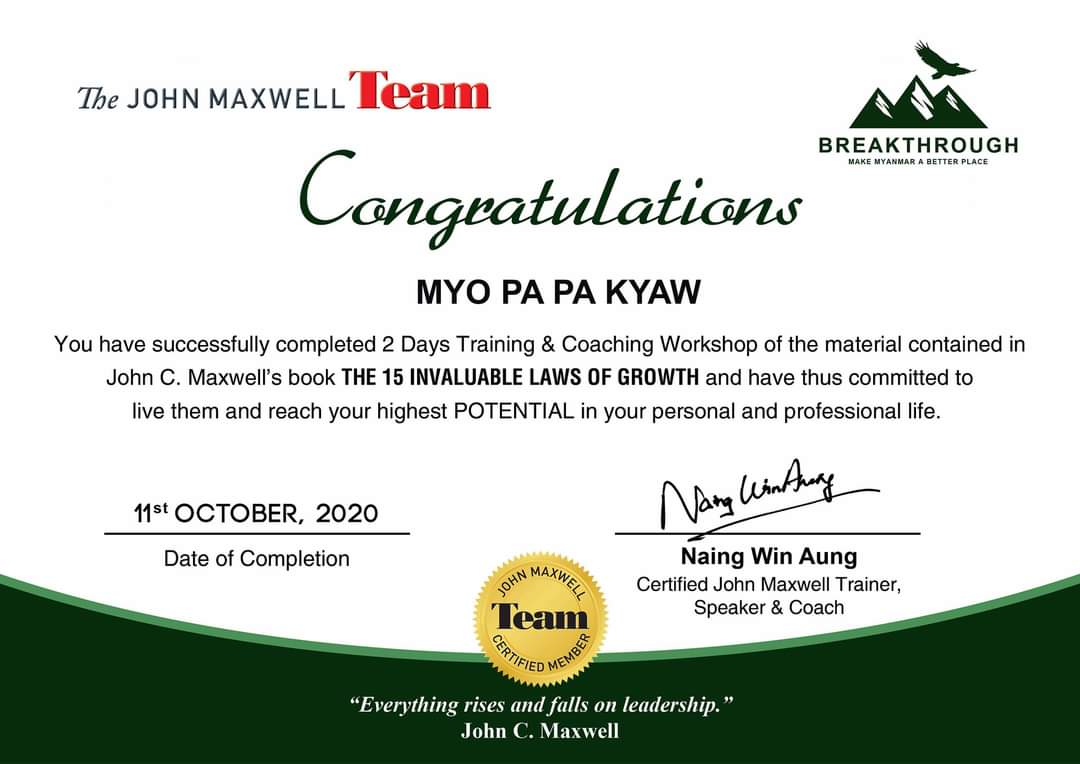 The JOHN MAXWELL Team
BREAKTHROUGH
MAKE MYANMAR A BETTER PLACE
Congratulations
MYO PA PA KYAW
You have successfully completed 2 Days Training & Coaching Workshop of the material contained in
John C. Maxwell’s book THE 15 INVALUABLE LAWS OF GROWTH and have thus committed to
live them and reach your highest POTENTIAL in your personal and professional life.
11st OCTOBER, 2020
Date of Completion
Naing Win Aung
Naing Win Aung
Certified John Maxwell Trainer,
Speaker & Coach
JOHN MAXWELL
Team
CERTIFIED MEMBER
“Everything rises and falls on leadership.”
John C. Maxwell